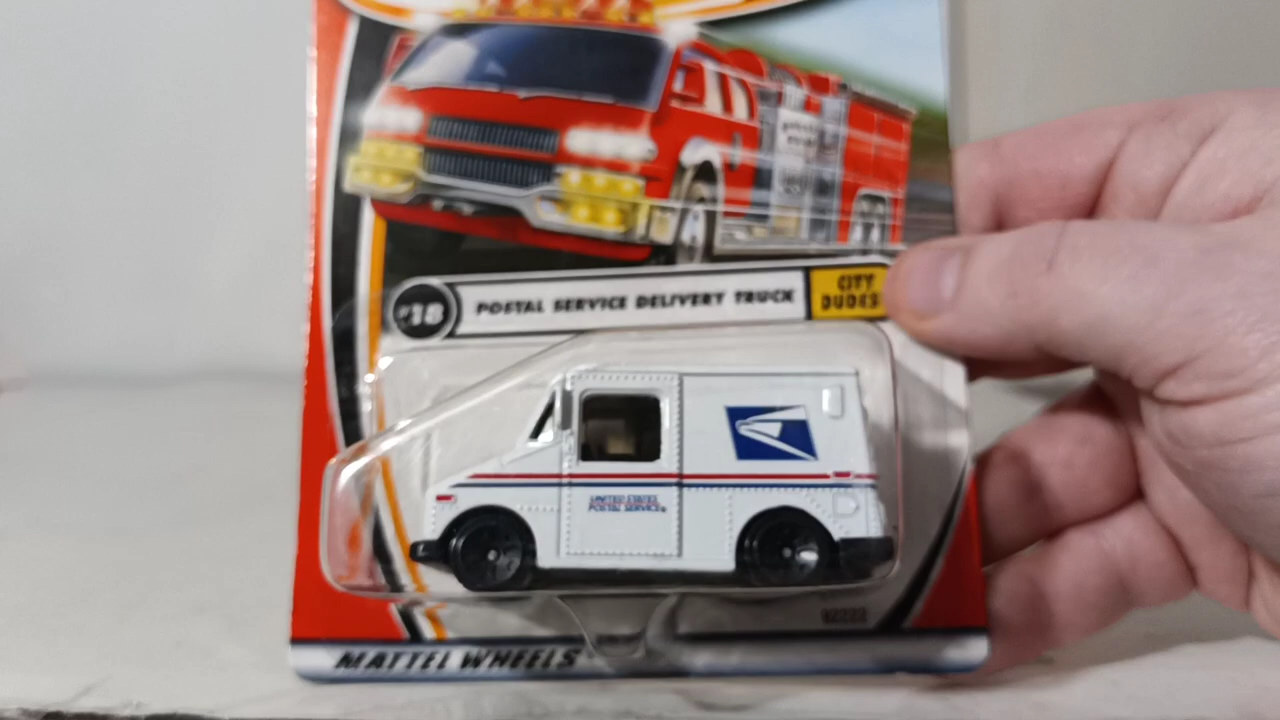 #18
POSTAL SERVICE DELIVERY TRUCK
CITY
DUDES
UNITED STATES
POSTAL SERVICE
MATTEL WHEELS